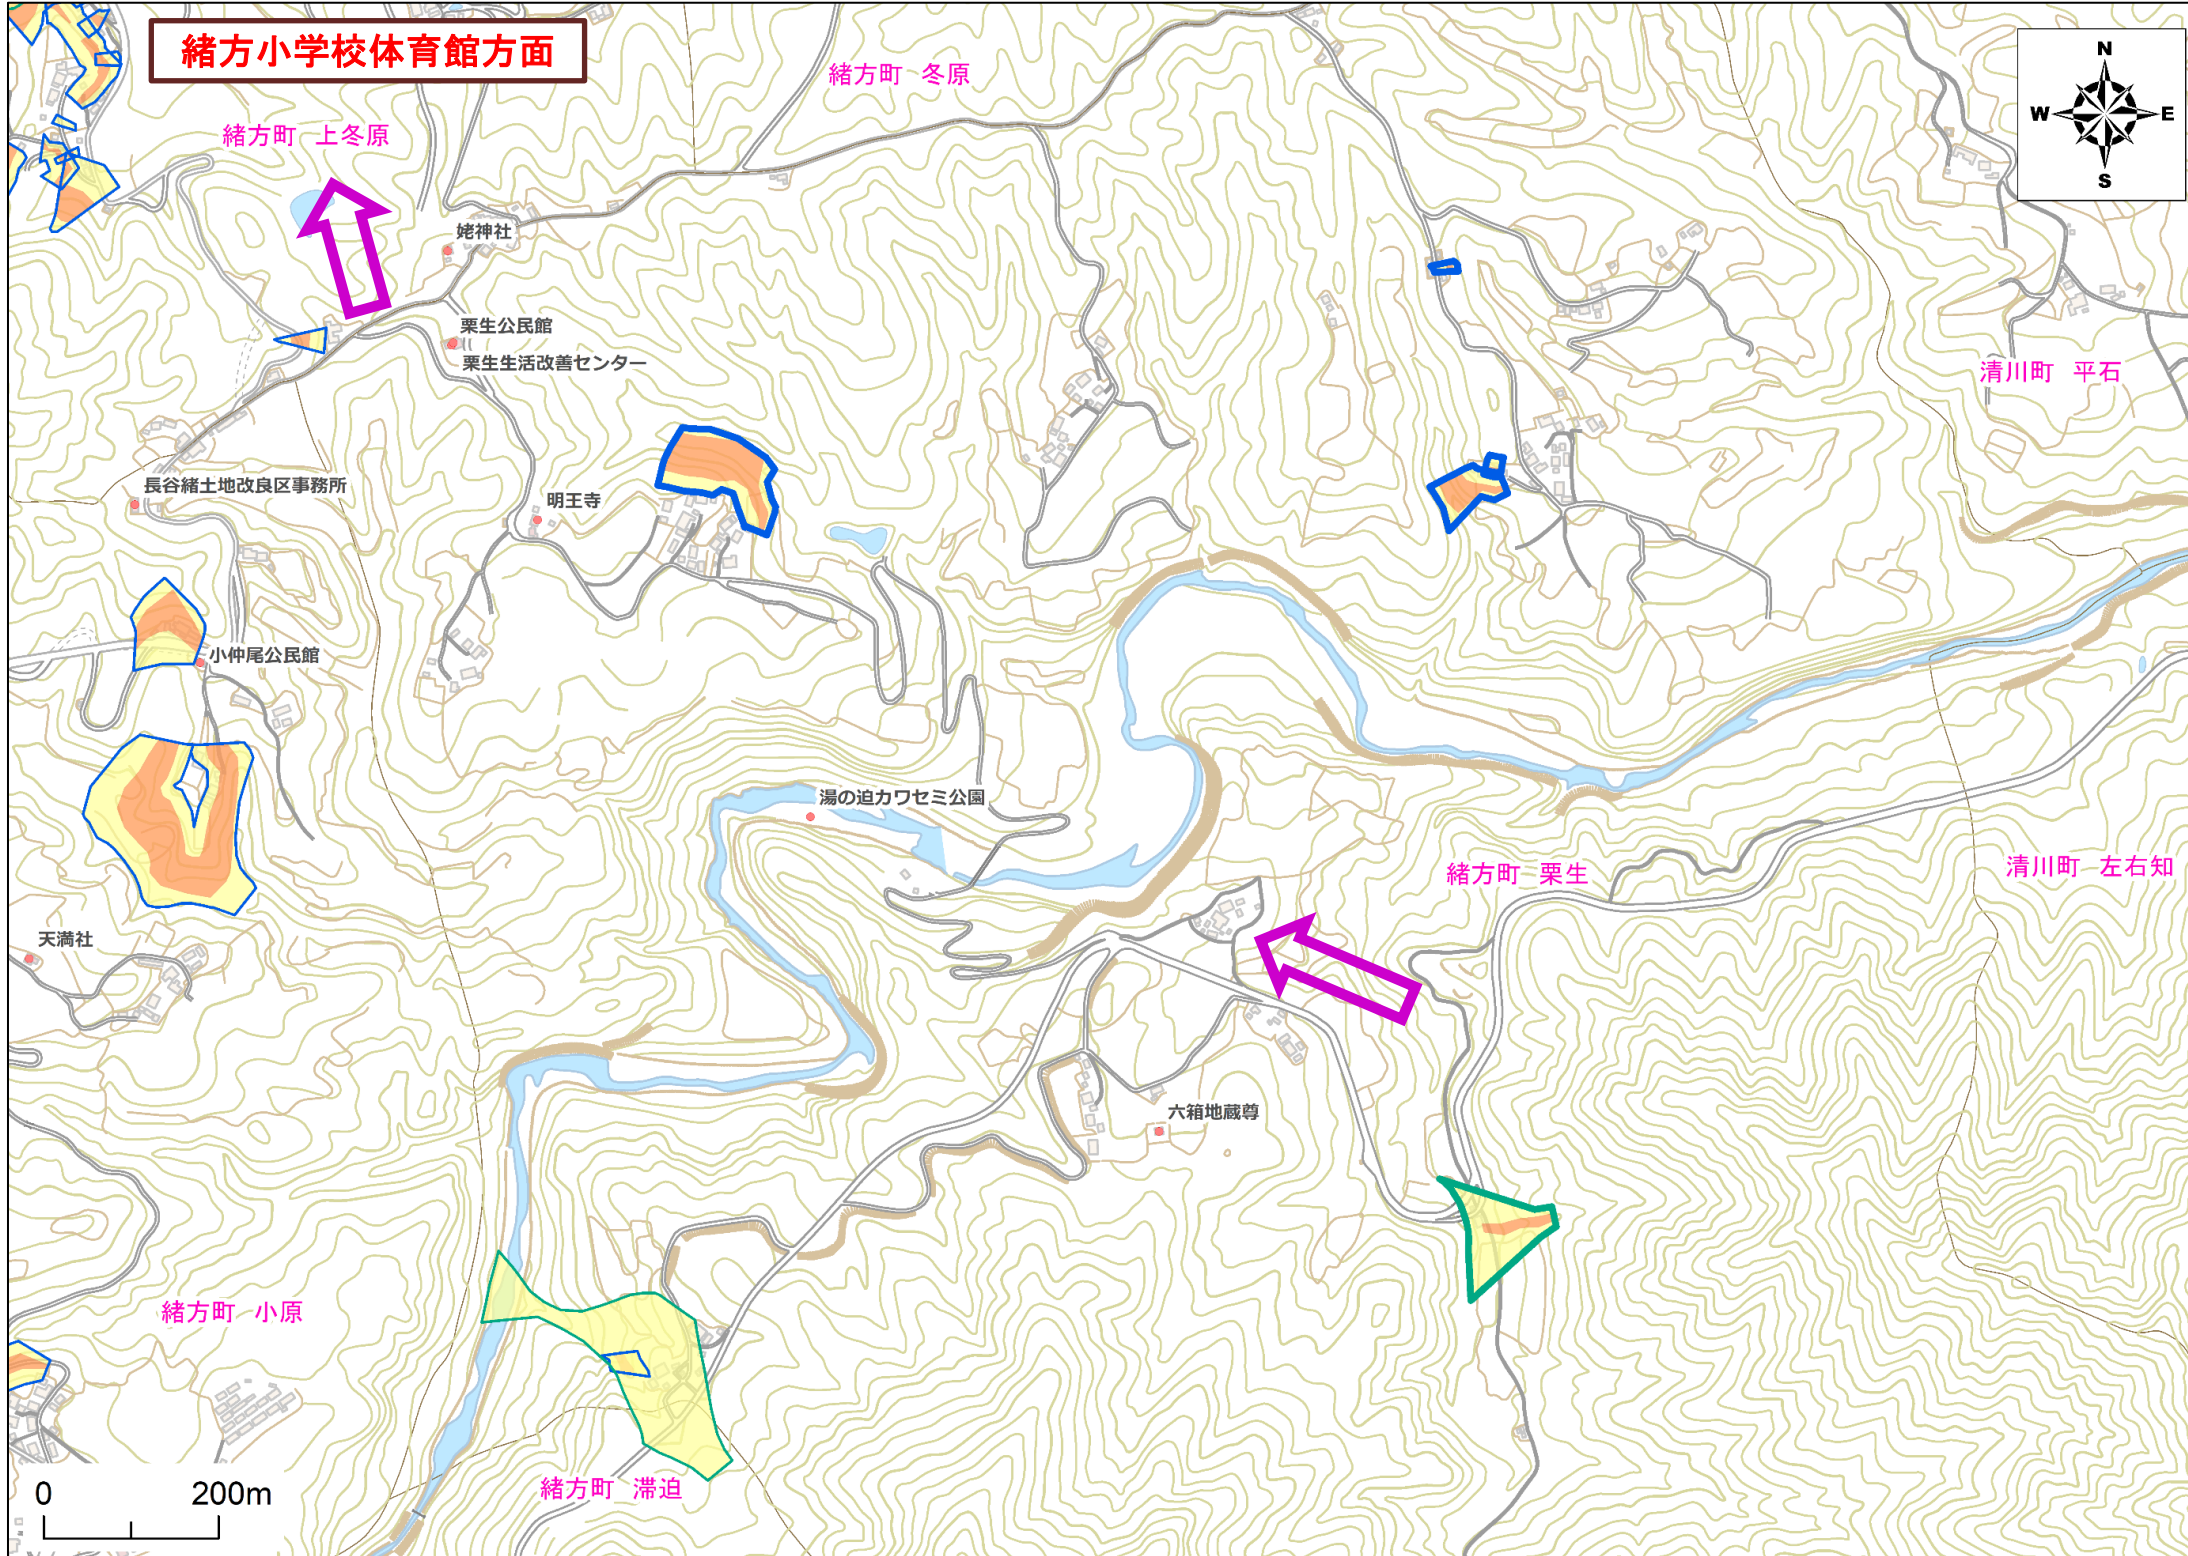 緒方小学校体育館方面
緒方町 冬原
N
W
E
S
緒方町 上冬原
姥神社
栗生公民館
栗生生活改善センター
清川町 平石
長谷緒土地改良区事務所
明王寺
小仲尾公民館
湯の迫カワセミ公園
緒方町 栗生
清川町 左右知
天満社
六箱地蔵尊
緒方町 小原
緒方町 滞迫
0
200m